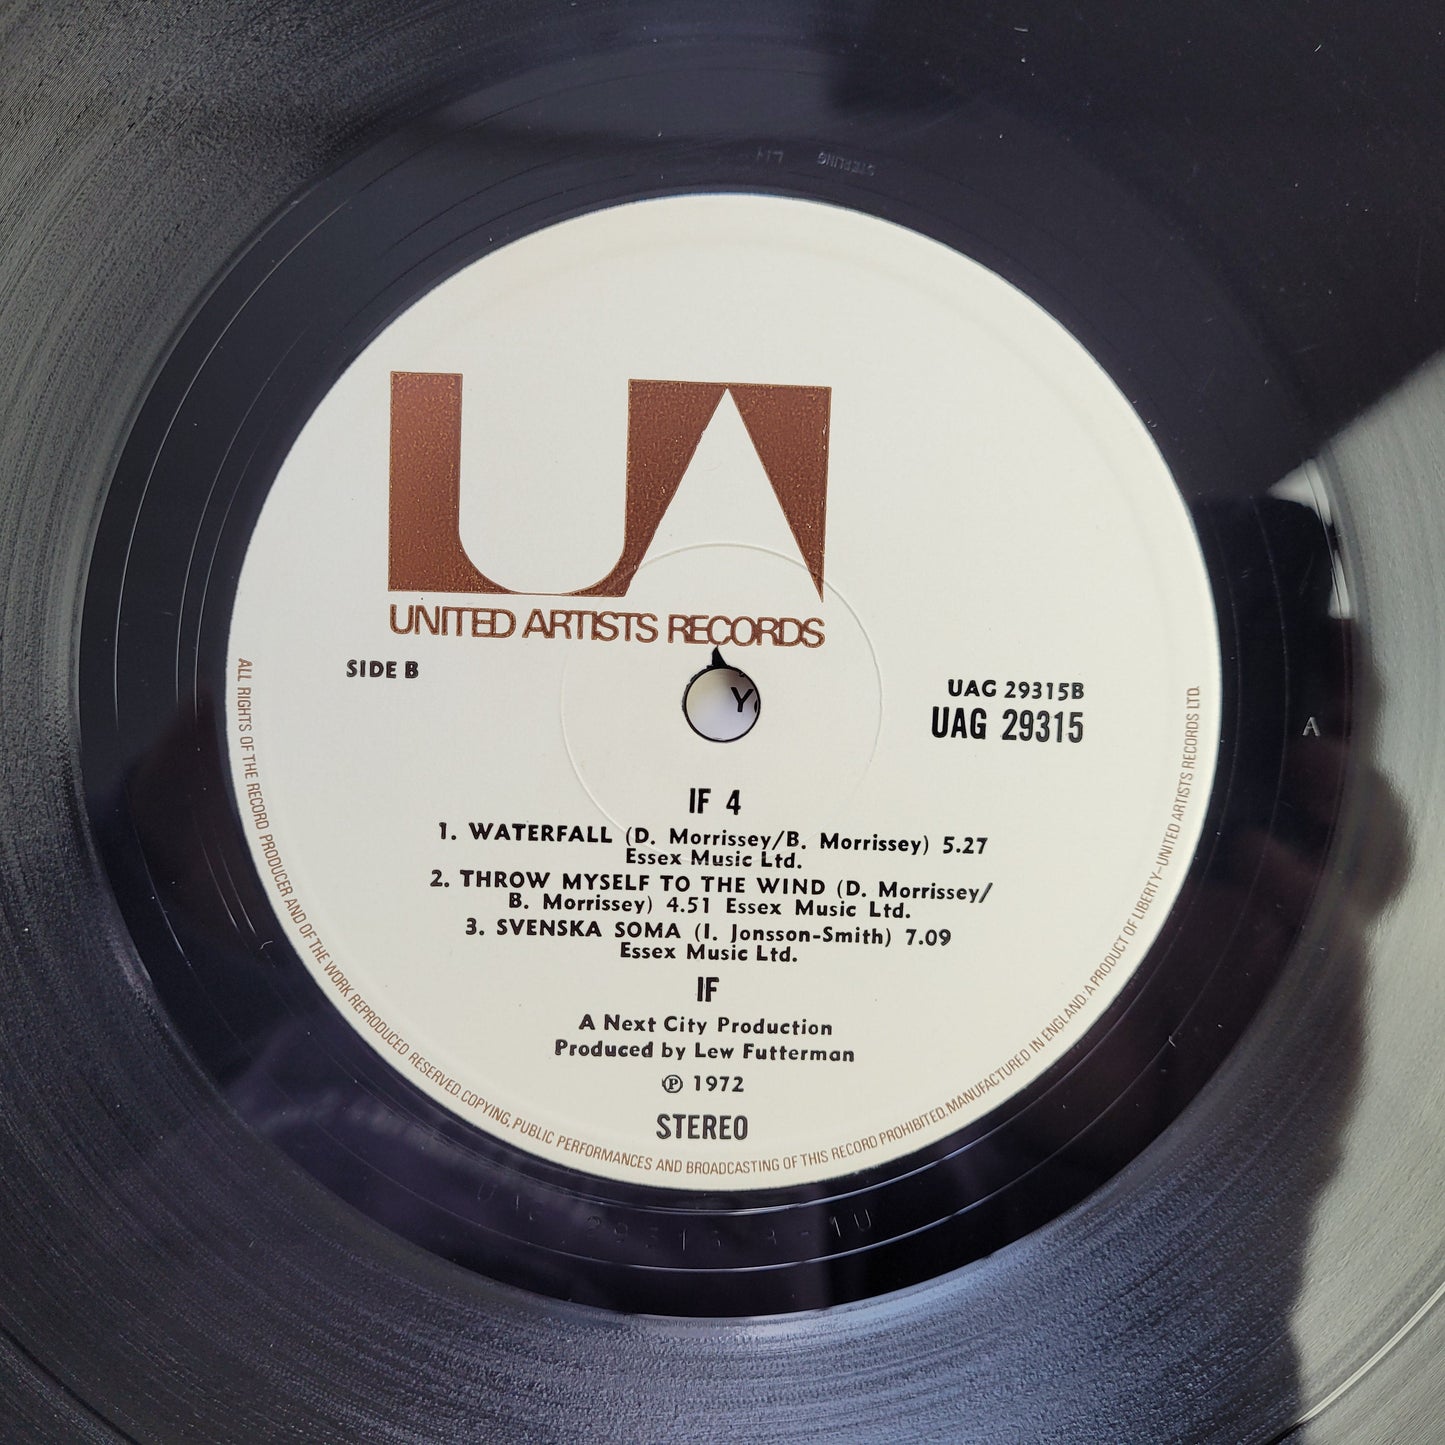 STERLING
UA
UNITED ARTISTS RECORDS
SIDE B
UAG 29315B
UAG 29315
A
IF 4
1. WATERFALL (D. Morrissey/B. Morrissey) 5.27
Essex Music Ltd.
2. THROW MYSELF TO THE WIND (D. Morrissey/
B. Morrissey) 4.51 Essex Music Ltd.
3. SVENSKA SOMA (I. Jonsson-Smith) 7.09
Essex Music Ltd.
IF
A Next City Production
Produced by Lew Futterman
℗ 1972
STEREO
ALL RIGHTS OF THE RECORD PRODUCER AND OF THE WORK REPRODUCED RESERVED. COPYING, PUBLIC PERFORMANCES AND BROADCASTING OF THIS RECORD PROHIBITED. MANUFACTURED IN ENGLAND. A PRODUCT OF LIBERTY-UNITED ARTISTS RECORDS LTD.